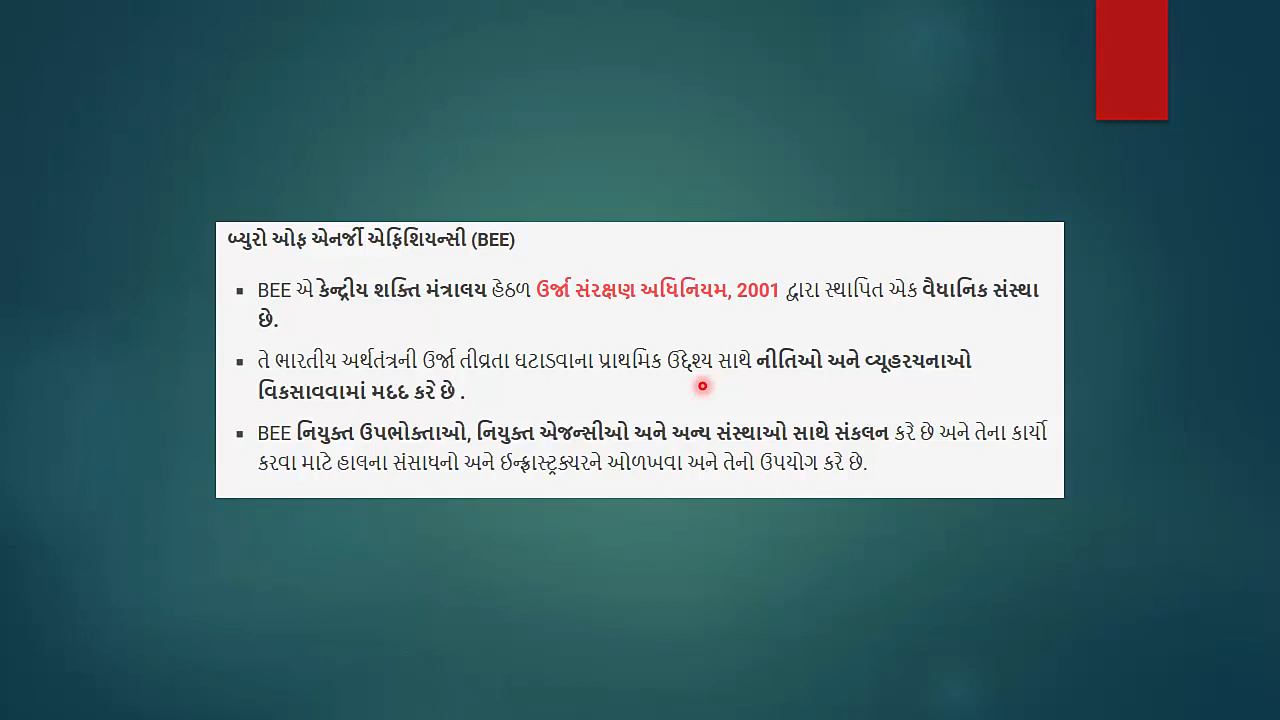 બ્યુરો ઓફ એનર્જી એફિશિયન્સી (BEE)
BEE એ કેન્દ્રીય શક્તિ મંત્રાલય હેઠળ ઉર્જા સંરક્ષણ અધિનિયમ, 2001 દ્વારા સ્થાપિત એક વૈધાનિક સંસ્થા
છે.
તે ભારતીય અર્થતંત્રની ઉર્જા તીવ્રતા ઘટાડવાના પ્રાથમિક ઉદ્દેશ્ય સાથે નીતિઓ અને વ્યૂહરચનાઓ
વિકસાવવામાં મદદ કરે છે .
BEE નિયુક્ત ઉપભોક્તાઓ, નિયુક્ત એજન્સીઓ અને અન્ય સંસ્થાઓ સાથે સંકલન કરે છે અને તેના કાર્યો
કરવા માટે હાલના સંસાધનો અને ઈન્ફ્રાસ્ટ્રક્ચરને ઓળખવા અને તેનો ઉપયોગ કરે છે.